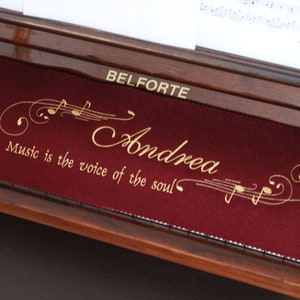 BELFORTE
Andrea
Music is the voice of the soul